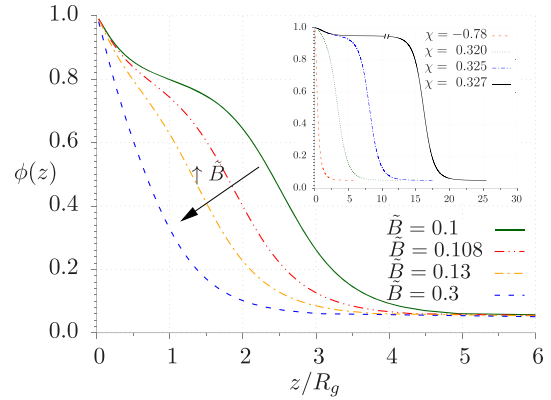 1.0
0.8
0.6
0.4
0.2
0.0
ϕ(z)
0 1 2 3 4 5 6
z/R_g
↑ B̃
B̃ = 0.1
B̃ = 0.108
B̃ = 0.13
B̃ = 0.3
1.0
0.8
0.6
0.4
0.2
0.0
0 5 10 15 20 25 30
χ = −0.78
χ = 0.320
χ = 0.325
χ = 0.327